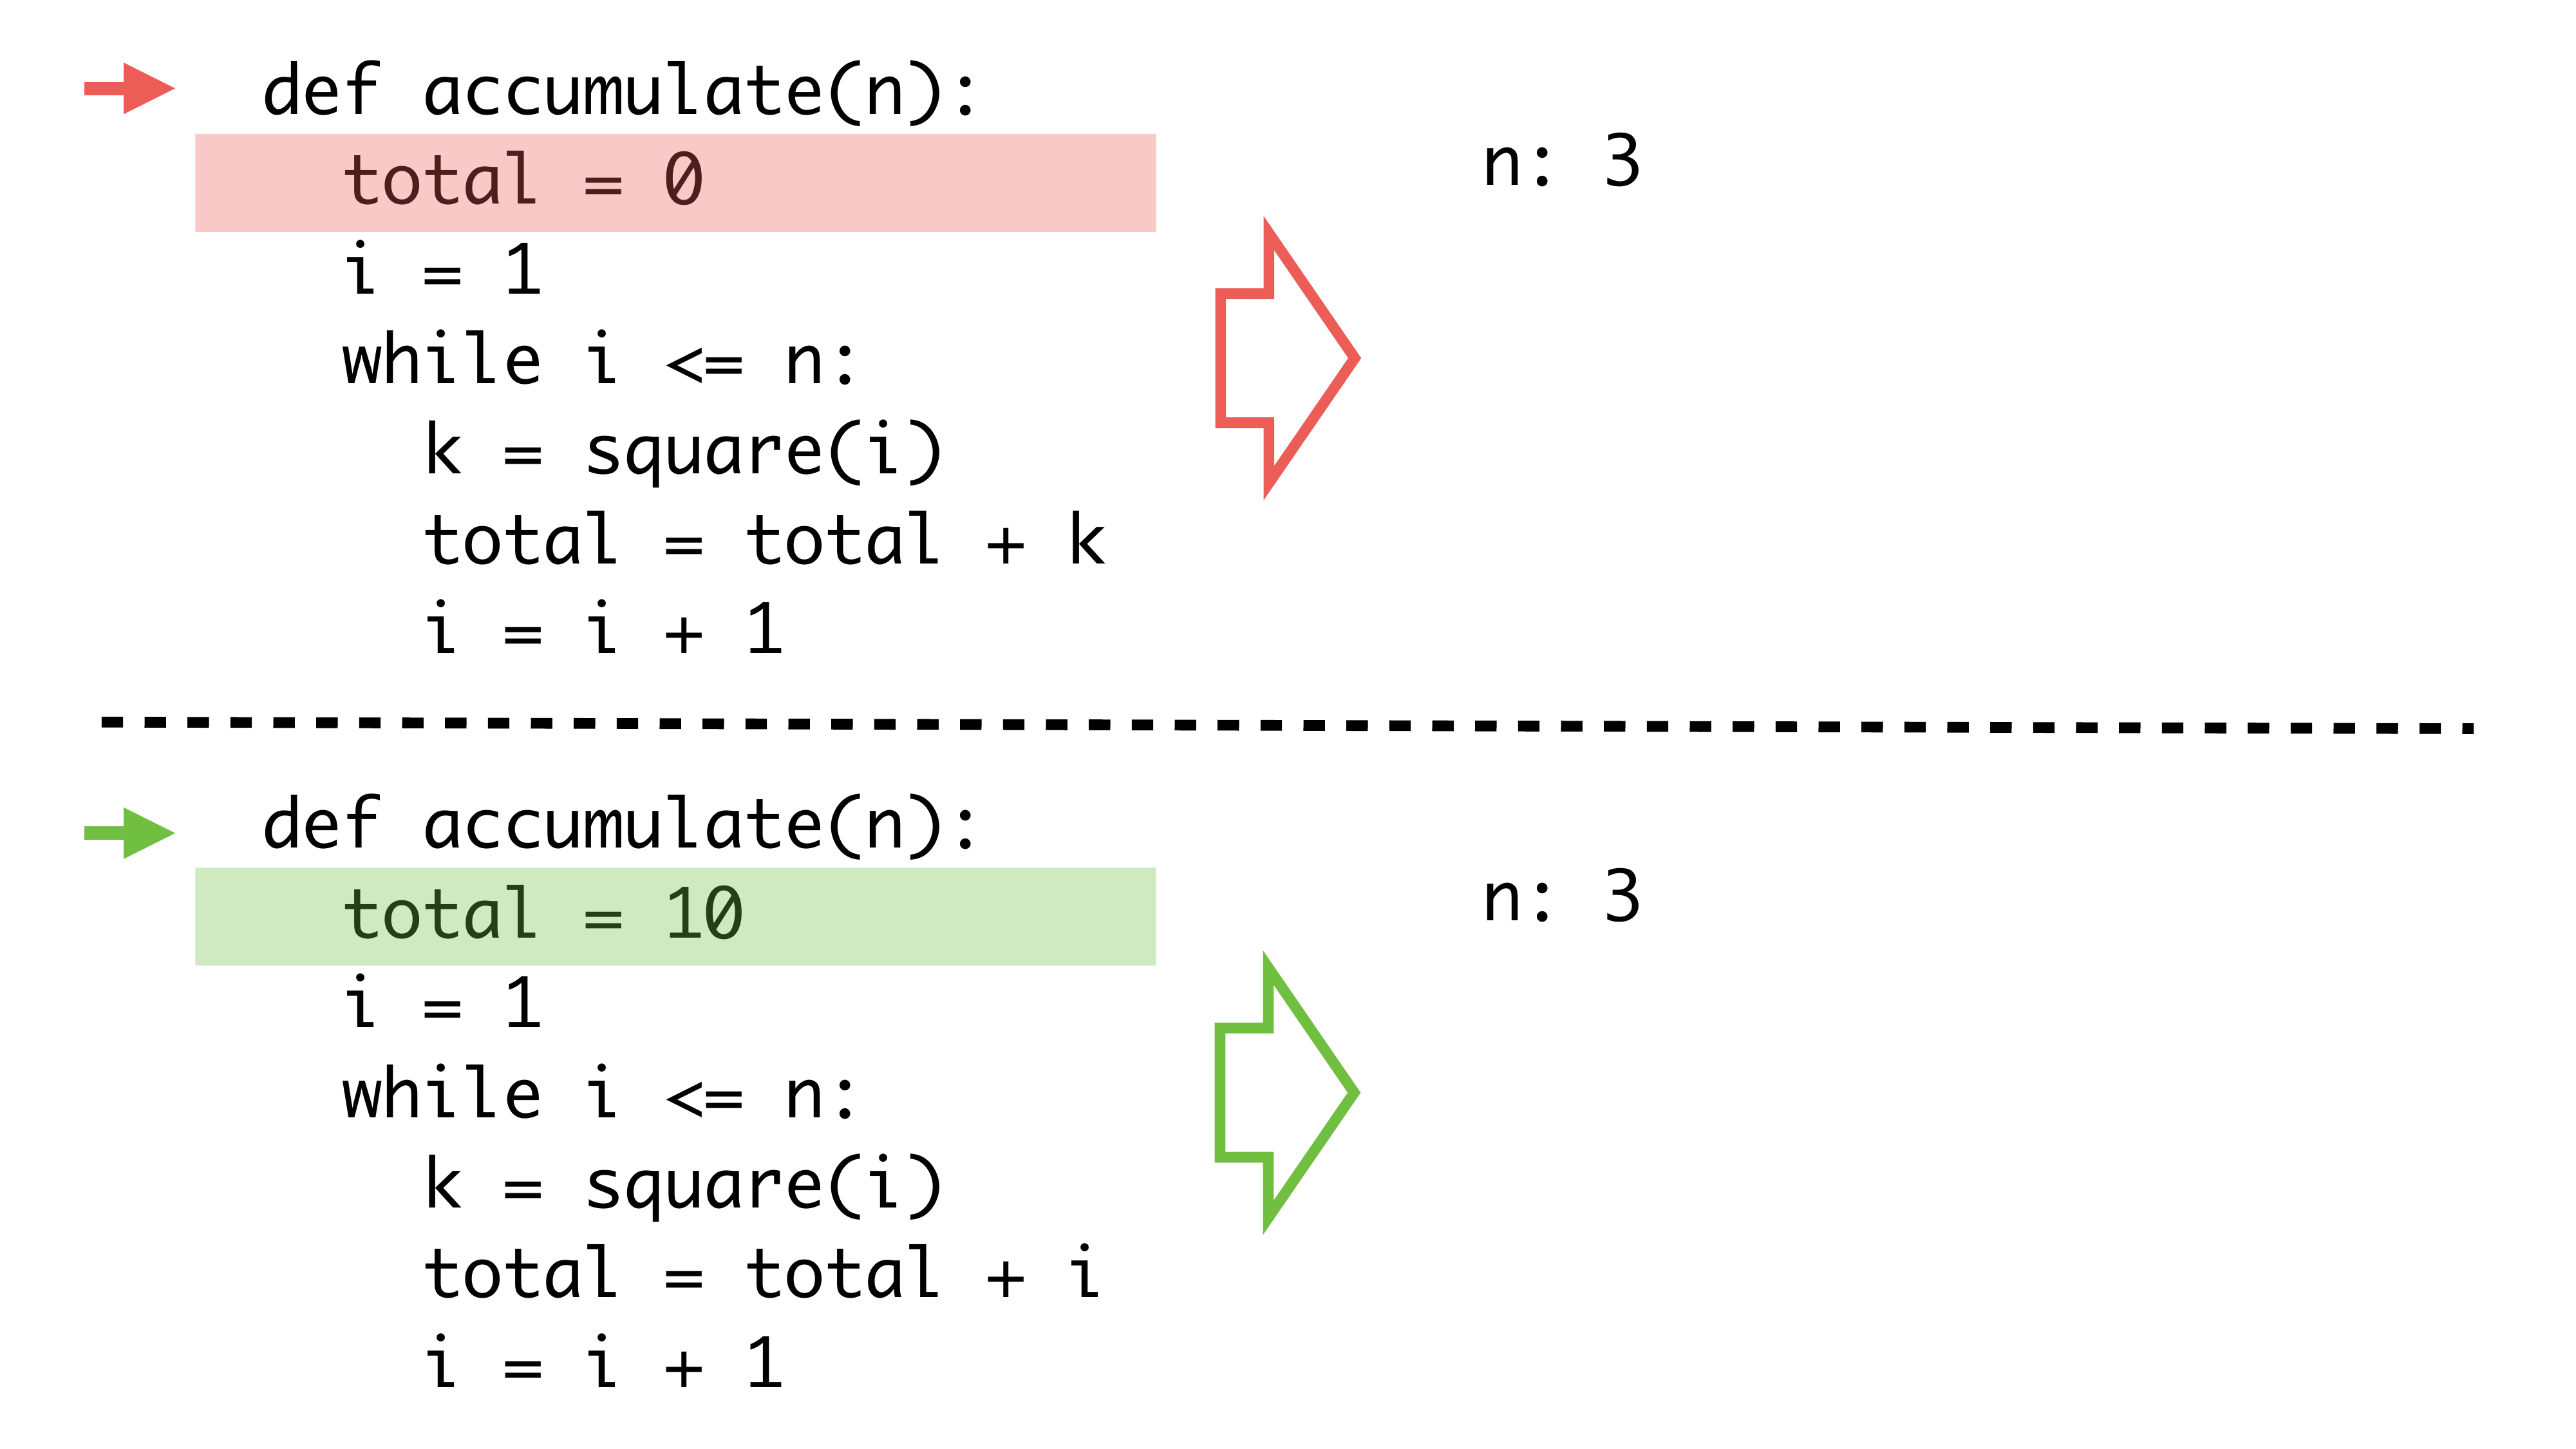 def accumulate(n):
total = 0
i = 1
while i <= n:
k = square(i)
total = total + k
i = i + 1
n: 3
def accumulate(n):
total = 10
i = 1
while i <= n:
k = square(i)
total = total + i
i = i + 1
n: 3